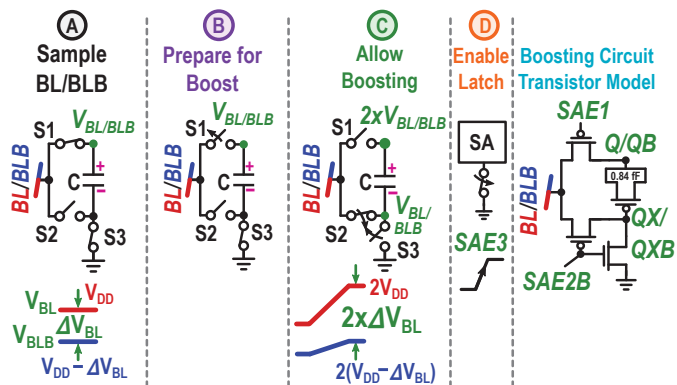 A
Sample
BL/BLB
V_BL/BLB
S1
BL/BLB
C
+
−
S2
S3
V_BL
V_DD
ΔV_BL
V_BLB
V_DD − ΔV_BL
B
Prepare for
Boost
V_BL/BLB
S1
BL/BLB
C
+
−
S2
S3
C
Allow
Boosting
2xV_BL/BLB
S1
BL/BLB
C
+
−
V_BL/
BLB
S2
S3
2V_DD
2xΔV_BL
2(V_DD − ΔV_BL)
D
Enable
Latch
SA
SAE3
Boosting Circuit
Transistor Model
SAE1
Q/QB
BL/BLB
0.84 fF
QX/
QXB
SAE2B